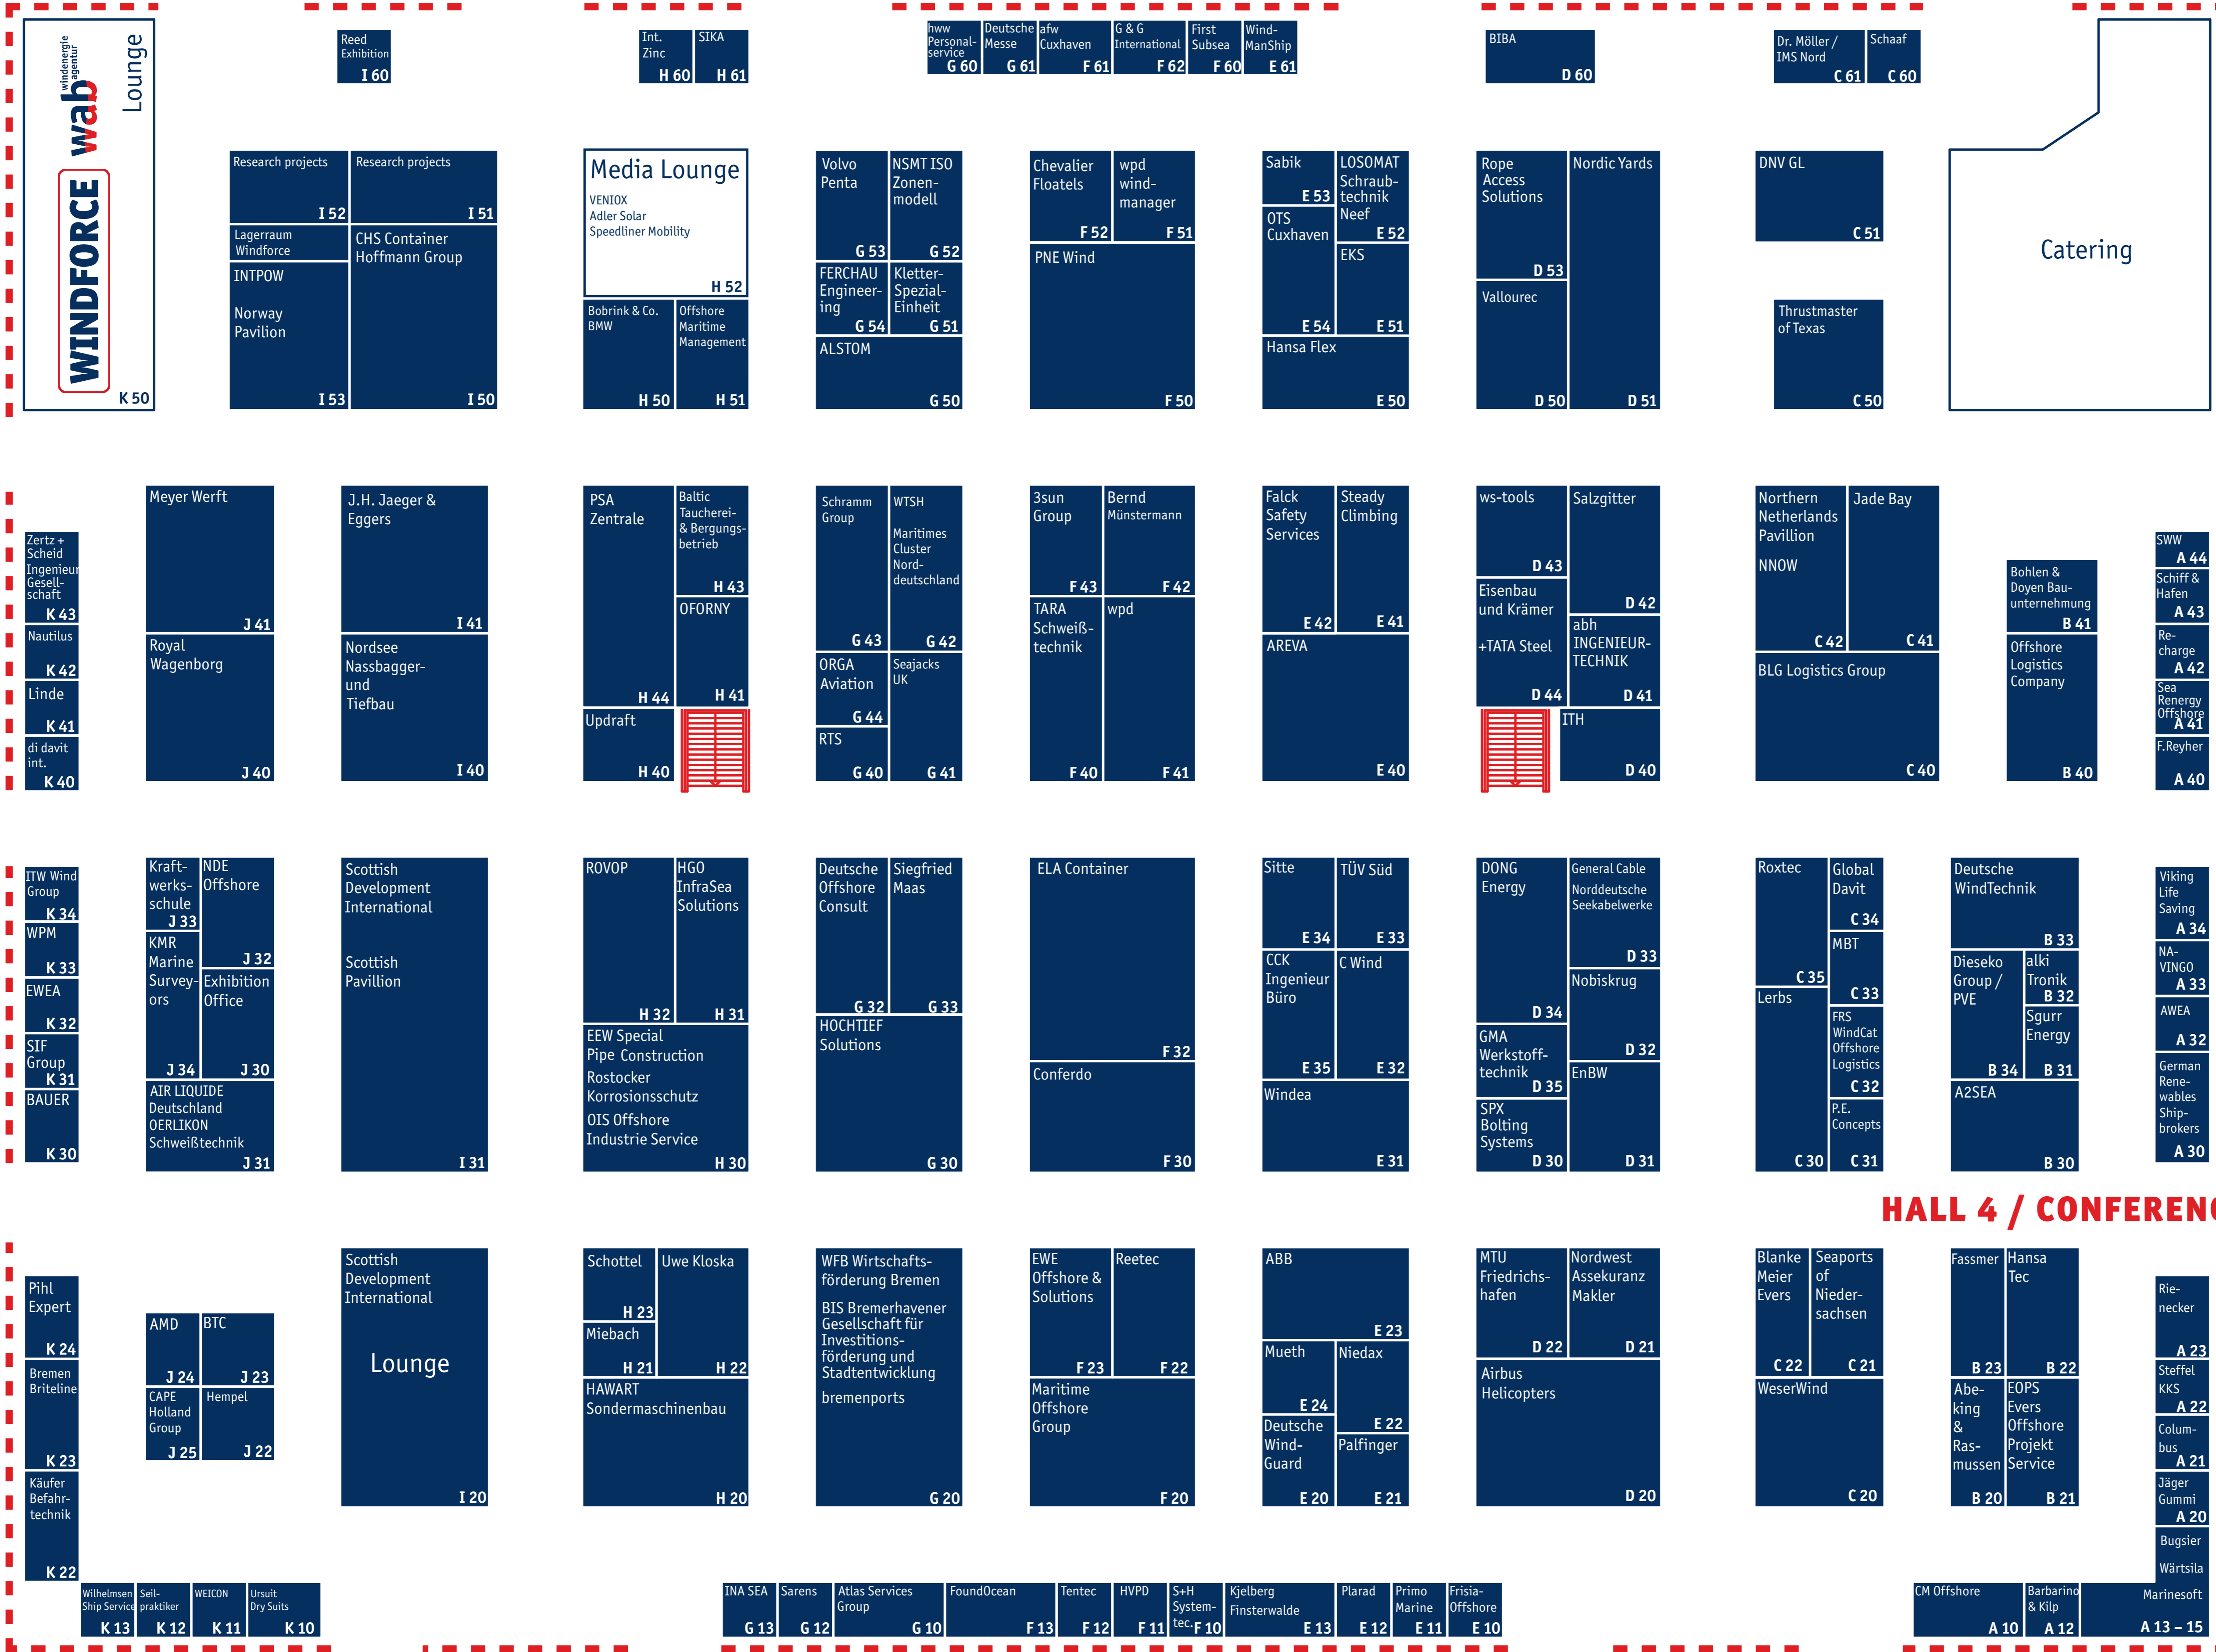 windenergie
agentur
wab
Lounge
WINDFORCE
K 50
Reed
Exhibition
I 60
Int.
Zinc
H 60
SIKA
H 61
hww
Personal-
service
G 60
Deutsche
Messe
G 61
afw
Cuxhaven
F 61
G & G
International
F 62
First
Subsea
F 60
Wind-
ManShip
E 61
BIBA
D 60
Dr. Möller /
IMS Nord
C 61
Schaaf
C 60
Research projects
I 52
Research projects
I 51
Lagerraum
Windforce
INTPOW
Norway
Pavilion
I 53
CHS Container
Hoffmann Group
I 50
Media Lounge
VENIOX
Adler Solar
Speedliner Mobility
H 52
Bobrink & Co.
BMW
H 50
Offshore
Maritime
Management
H 51
Volvo
Penta
G 53
NSMT ISO
Zonen-
modell
G 52
FERCHAU
Engineer-
ing
G 54
Kletter-
Spezial-
Einheit
G 51
ALSTOM
G 50
Chevalier
Floatels
F 52
wpd
wind-
manager
F 51
PNE Wind
F 50
Sabik
E 53
LOSOMAT
Schraub-
technik
Neef
E 52
OTS
Cuxhaven
E 54
EKS
E 51
Hansa Flex
E 50
Rope
Access
Solutions
D 53
Vallourec
D 50
Nordic Yards
D 51
DNV GL
C 51
Thrustmaster
of Texas
C 50
Catering
Zertz +
Scheid
Ingenieur
Gesell-
schaft
K 43
Nautilus
K 42
Linde
K 41
di davit
int.
K 40
Meyer Werft
J 41
Royal
Wagenborg
J 40
J.H. Jaeger &
Eggers
I 41
Nordsee
Nassbagger-
und
Tiefbau
I 40
PSA
Zentrale
H 44
Baltic
Taucherei-
& Bergungs-
betrieb
H 43
OFORNY
H 41
Updraft
H 40
Schramm
Group
G 43
WTSH
Maritimes
Cluster
Nord-
deutschland
G 42
ORGA
Aviation
G 44
RTS
G 40
Seajacks
UK
G 41
3sun
Group
F 43
Bernd
Münstermann
F 42
TARA
Schweiß-
technik
F 40
wpd
F 41
Falck
Safety
Services
E 42
Steady
Climbing
E 41
AREVA
E 40
ws-tools
D 43
Salzgitter
D 42
Eisenbau
und Krämer
+TATA Steel
D 44
abh
INGENIEUR-
TECHNIK
D 41
ITH
D 40
Northern
Netherlands
Pavillion
NNOW
C 42
Jade Bay
C 41
BLG Logistics Group
C 40
Bohlen &
Doyen Bau-
unternehmung
B 41
Offshore
Logistics
Company
B 40
SWW
A 44
Schiff &
Hafen
A 43
Re-
charge
A 42
Sea
Renergy
Offshore
A 41
F.Reyher
A 40
ITW Wind
Group
K 34
WPM
K 33
EWEA
K 32
SIF
Group
K 31
BAUER
K 30
Kraft-
werks-
schule
J 33
NDE
Offshore
J 32
KMR
Marine
Survey-
ors
J 34
Exhibition
Office
J 30
AIR LIQUIDE
Deutschland
OERLIKON
Schweißtechnik
J 31
Scottish
Development
International
Scottish
Pavillion
I 31
ROVOP
H 32
HGO
InfraSea
Solutions
H 31
EEW Special
Pipe Construction
Rostocker
Korrosionsschutz
OIS Offshore
Industrie Service
H 30
Deutsche
Offshore
Consult
G 32
Siegfried
Maas
G 33
HOCHTIEF
Solutions
G 30
ELA Container
F 32
Conferdo
F 30
Sitte
E 34
TÜV Süd
E 33
CCK
Ingenieur
Büro
E 35
C Wind
E 32
Windea
E 31
DONG
Energy
D 34
General Cable
Norddeutsche
Seekabelwerke
D 33
Nobiskrug
D 32
GMA
Werkstoff-
technik
D 35
EnBW
D 31
SPX
Bolting
Systems
D 30
Roxtec
C 35
Global
Davit
C 34
MBT
C 33
Lerbs
C 30
FRS
WindCat
Offshore
Logistics
C 32
P.E.
Concepts
C 31
Deutsche
WindTechnik
B 33
Dieseko
Group /
PVE
B 34
alki
Tronik
B 32
Sgurr
Energy
B 31
A2SEA
B 30
Viking
Life
Saving
A 34
NA-
VINGO
A 33
AWEA
A 32
German
Rene-
wables
Ship-
brokers
A 30
HALL 4 / CONFERENC
Pihl
Expert
K 24
Bremen
Briteline
K 23
Käufer
Befahr-
technik
K 22
AMD
J 24
BTC
J 23
CAPE
Holland
Group
J 25
Hempel
J 22
Scottish
Development
International
Lounge
I 20
Schottel
H 23
Uwe Kloska
H 22
Miebach
H 21
HAWART
Sondermaschinenbau
H 20
WFB Wirtschafts-
förderung Bremen
BIS Bremerhavener
Gesellschaft für
Investitions-
förderung und
Stadtentwicklung
bremenports
G 20
EWE
Offshore &
Solutions
F 23
Reetec
F 22
Maritime
Offshore
Group
F 20
ABB
E 23
Mueth
E 24
Niedax
E 22
Deutsche
Wind-
Guard
E 20
Palfinger
E 21
MTU
Friedrichs-
hafen
D 22
Nordwest
Assekuranz
Makler
D 21
Airbus
Helicopters
D 20
Blanke
Meier
Evers
C 22
Seaports
of
Nieder-
sachsen
C 21
WeserWind
C 20
Fassmer
B 23
Hansa
Tec
B 22
Abe-
king
&
Ras-
mussen
B 20
EOPS
Evers
Offshore
Projekt
Service
B 21
Rie-
necker
A 23
Steffel
KKS
A 22
Colum-
bus
A 21
Jäger
Gummi
A 20
Bugsier
Wärtsila
Marinesoft
A 13 – 15
Wilhelmsen
Ship Service
K 13
Seil-
praktiker
K 12
WEICON
K 11
Ursuit
Dry Suits
K 10
INA SEA
G 13
Sarens
G 12
Atlas Services
Group
G 10
FoundOcean
F 13
Tentec
F 12
HVPD
F 11
S+H
System-
tec.
F 10
Kjelberg
Finsterwalde
E 13
Plarad
E 12
Primo
Marine
E 11
Frisia-
Offshore
E 10
CM Offshore
A 10
Barbarino
& Kilp
A 12